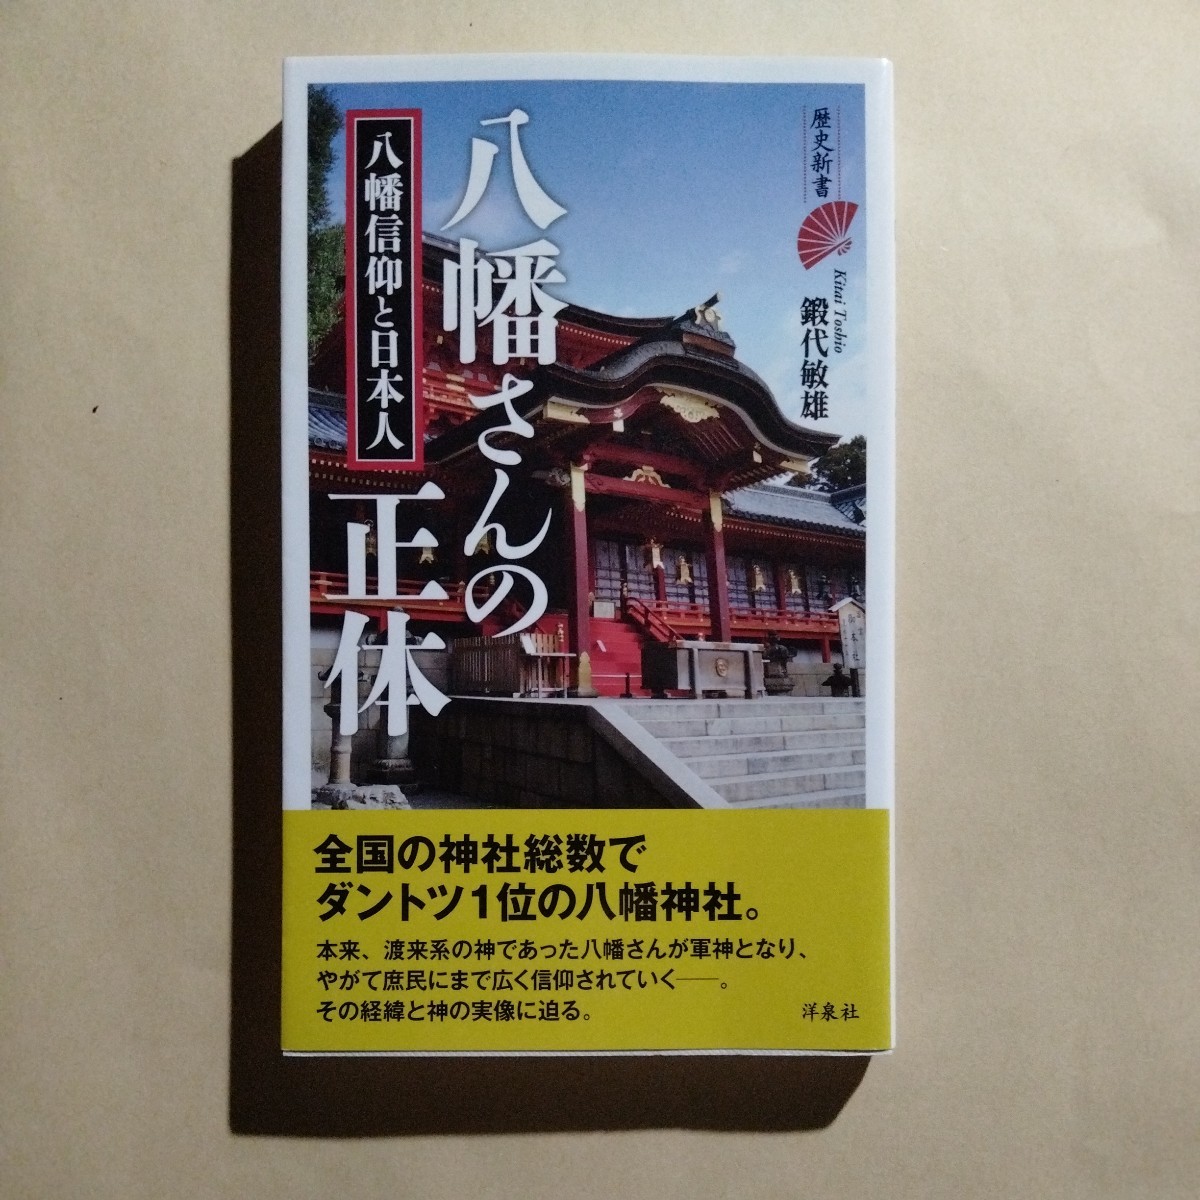 歴史新書
Kitai Toshio
鍛代敏雄
八幡さんの
正体
八幡信仰と日本人
全国の神社総数で
ダントツ1位の八幡神社。
本来、渡来系の神であった八幡さんが軍神となり、
やがて庶民にまで広く信仰されていく――。
その経緯と神の実像に迫る。
洋泉社